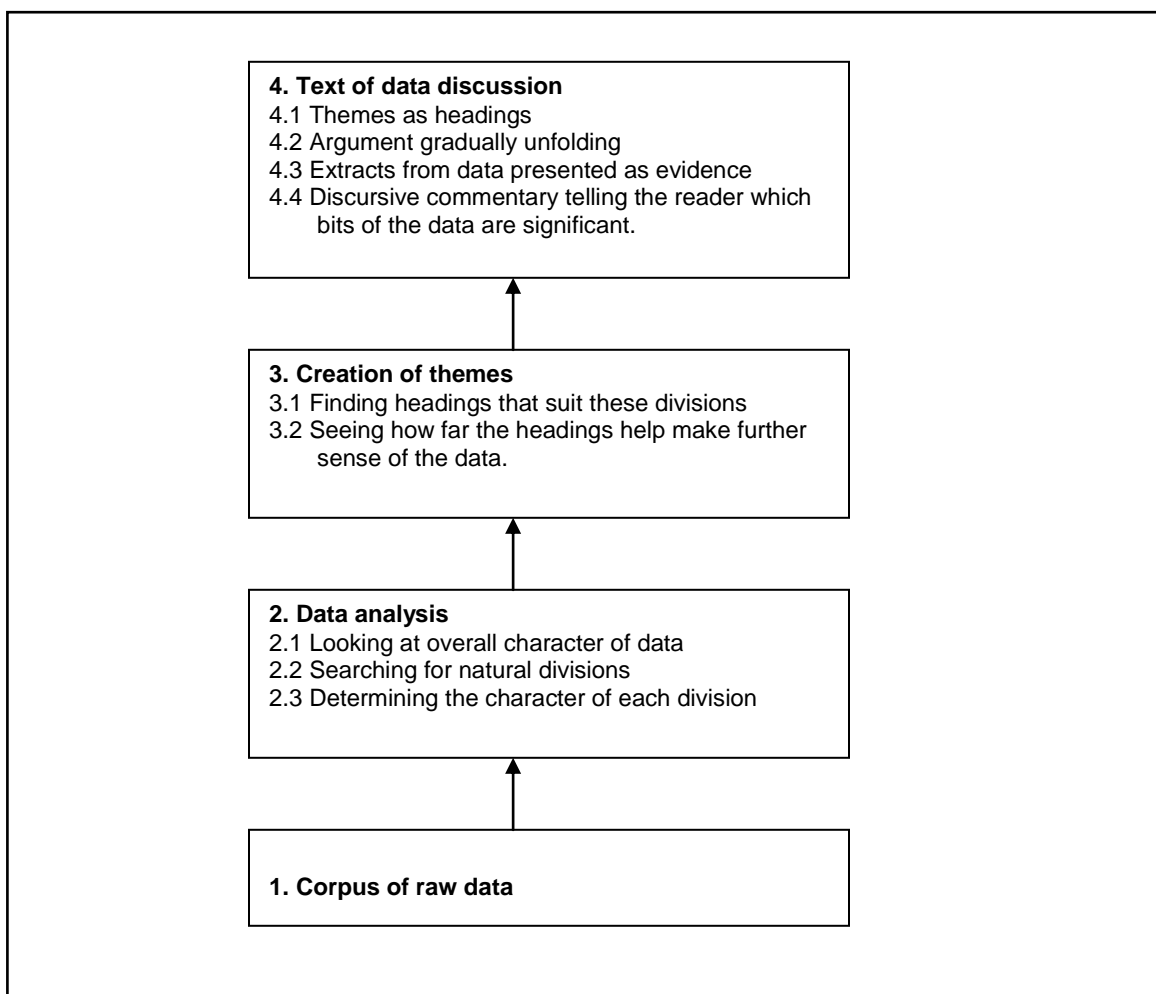 4. Text of data discussion
4.1 Themes as headings
4.2 Argument gradually unfolding
4.3 Extracts from data presented as evidence
4.4 Discursive commentary telling the reader which
bits of the data are significant.
3. Creation of themes
3.1 Finding headings that suit these divisions
3.2 Seeing how far the headings help make further
sense of the data.
2. Data analysis
2.1 Looking at overall character of data
2.2 Searching for natural divisions
2.3 Determining the character of each division
1. Corpus of raw data